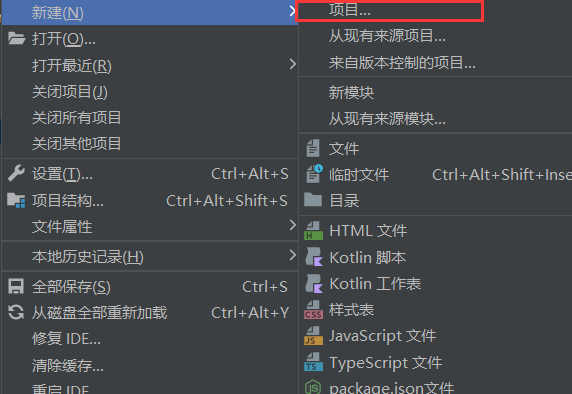 新建(N)
打开(O)...
打开最近(R)
关闭项目(J)
关闭所有项目
关闭其他项目
设置(T)... Ctrl+Alt+S
项目结构... Ctrl+Alt+Shift+S
文件属性
本地历史记录(H)
全部保存(S) Ctrl+S
从磁盘全部重新加载 Ctrl+Alt+Y
修复 IDE...
清除缓存...
重启 IDE...
项目...
从现有来源项目...
来自版本控制的项目...
新模块
从现有来源模块...
文件
临时文件 Ctrl+Alt+Shift+Inse
目录
HTML 文件
Kotlin 脚本
Kotlin 工作表
样式表
JavaScript 文件
TypeScript 文件
package.json文件